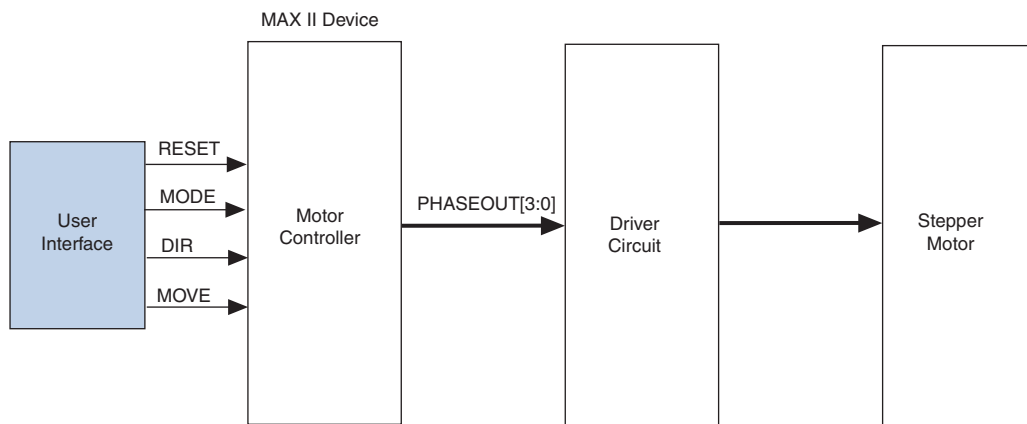 MAX II Device
User
Interface
RESET
MODE
DIR
MOVE
Motor
Controller
PHASEOUT[3:0]
Driver
Circuit
Stepper
Motor